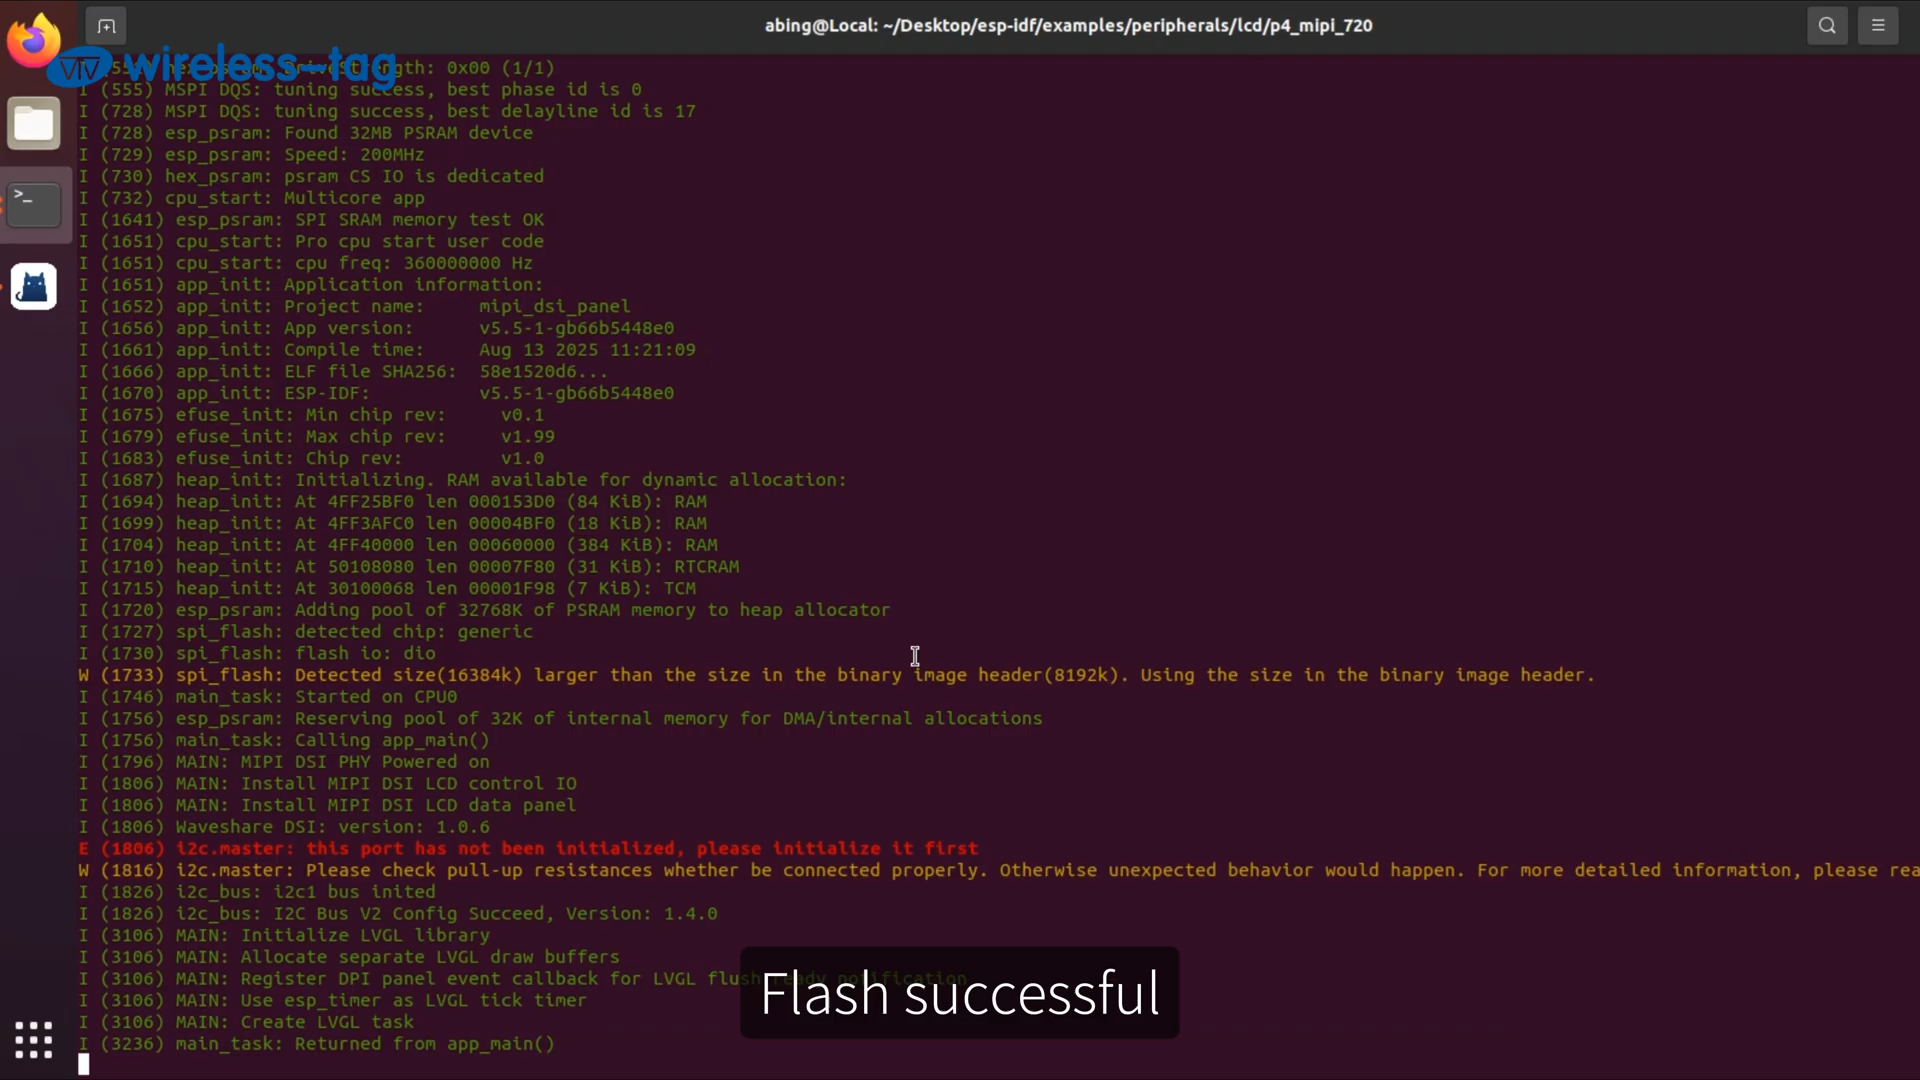 abing@Local: ~/Desktop/esp-idf/examples/peripherals/lcd/p4_mipi_720
wireless-tag
I (555) hex_psram: DriveStrength: 0x00 (1/1)
I (555) MSPI DQS: tuning success, best phase id is 0
I (728) MSPI DQS: tuning success, best delayline id is 17
I (728) esp_psram: Found 32MB PSRAM device
I (729) esp_psram: Speed: 200MHz
I (730) hex_psram: psram CS IO is dedicated
I (732) cpu_start: Multicore app
I (1641) esp_psram: SPI SRAM memory test OK
I (1651) cpu_start: Pro cpu start user code
I (1651) cpu_start: cpu freq: 360000000 Hz
I (1651) app_init: Application information:
I (1652) app_init: Project name:     mipi_dsi_panel
I (1656) app_init: App version:      v5.5-1-gb66b5448e0
I (1661) app_init: Compile time:     Aug 13 2025 11:21:09
I (1666) app_init: ELF file SHA256:  58e1520d6...
I (1670) app_init: ESP-IDF:          v5.5-1-gb66b5448e0
I (1675) efuse_init: Min chip rev:     v0.1
I (1679) efuse_init: Max chip rev:     v1.99
I (1683) efuse_init: Chip rev:         v1.0
I (1687) heap_init: Initializing. RAM available for dynamic allocation:
I (1694) heap_init: At 4FF25BF0 len 000153D0 (84 KiB): RAM
I (1699) heap_init: At 4FF3AFC0 len 00004BF0 (18 KiB): RAM
I (1704) heap_init: At 4FF40000 len 00060000 (384 KiB): RAM
I (1710) heap_init: At 50108080 len 00007F80 (31 KiB): RTCRAM
I (1715) heap_init: At 30100068 len 00001F98 (7 KiB): TCM
I (1720) esp_psram: Adding pool of 32768K of PSRAM memory to heap allocator
I (1727) spi_flash: detected chip: generic
I (1730) spi_flash: flash io: dio
W (1733) spi_flash: Detected size(16384k) larger than the size in the binary image header(8192k). Using the size in the binary image header.
I (1746) main_task: Started on CPU0
I (1756) esp_psram: Reserving pool of 32K of internal memory for DMA/internal allocations
I (1756) main_task: Calling app_main()
I (1796) MAIN: MIPI DSI PHY Powered on
I (1806) MAIN: Install MIPI DSI LCD control IO
I (1806) MAIN: Install MIPI DSI LCD data panel
I (1806) Waveshare DSI: version: 1.0.6
E (1806) i2c.master: this port has not been initialized, please initialize it first
W (1816) i2c.master: Please check pull-up resistances whether be connected properly. Otherwise unexpected behavior would happen. For more detailed information, please rea
I (1826) i2c_bus: i2c1 bus inited
I (1826) i2c_bus: I2C Bus V2 Config Succeed, Version: 1.4.0
I (3106) MAIN: Initialize LVGL library
I (3106) MAIN: Allocate separate LVGL draw buffers
I (3106) MAIN: Register DPI panel event callback for LVGL flush ready notification
I (3106) MAIN: Use esp_timer as LVGL tick timer
I (3106) MAIN: Create LVGL task
I (3236) main_task: Returned from app_main()
Flash successful